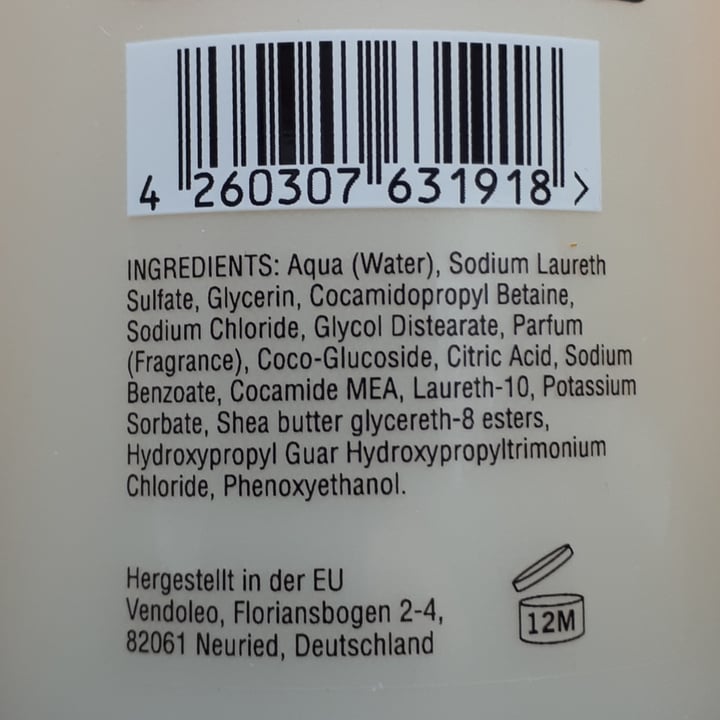 4 260307 631918 >
INGREDIENTS: Aqua (Water), Sodium Laureth
Sulfate, Glycerin, Cocamidopropyl Betaine,
Sodium Chloride, Glycol Distearate, Parfum
(Fragrance), Coco-Glucoside, Citric Acid, Sodium
Benzoate, Cocamide MEA, Laureth-10, Potassium
Sorbate, Shea butter glycereth-8 esters,
Hydroxypropyl Guar Hydroxypropyltrimonium
Chloride, Phenoxyethanol.
Hergestellt in der EU
Vendoleo, Floriansbogen 2-4,
82061 Neuried, Deutschland
12M